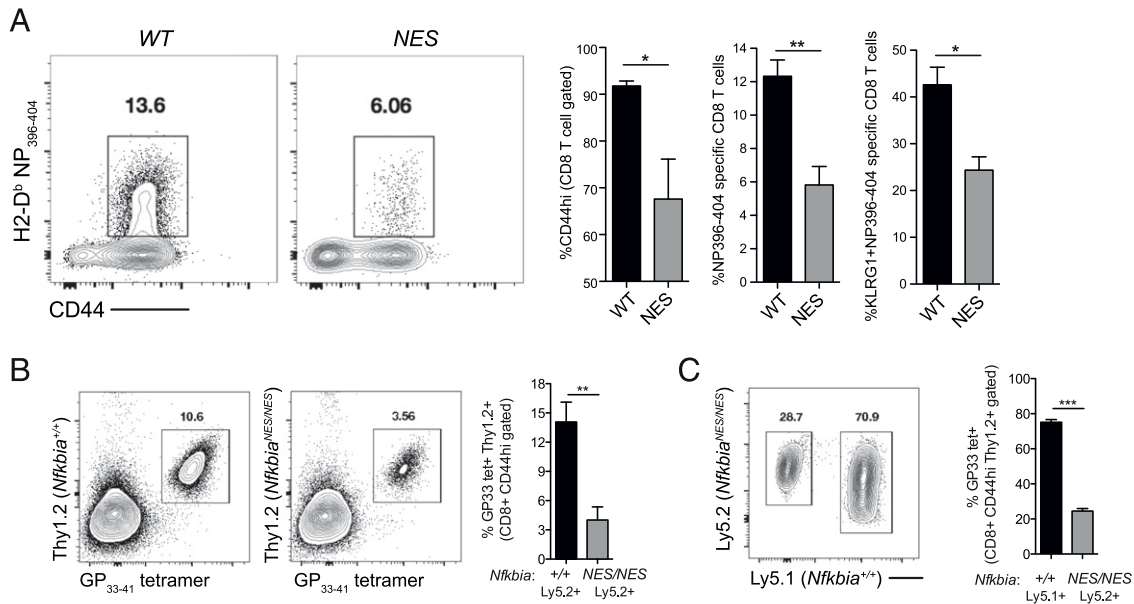 A
WT
NES
13.6
6.06
H2-Db NP396-404
CD44
%CD44hi (CD8 T cell gated)
100
90
80
70
60
50
*
WT
NES
%NP396-404 specific CD8 T cells
14
12
10
8
6
4
2
0
**
WT
NES
%KLRG1+NP396-404 specific CD8 T cells
50
40
30
20
10
0
*
WT
NES
B
Thy1.2 (Nfkbia+/+)
10.6
GP33-41 tetramer
Thy1.2 (NfkbiaNES/NES)
3.56
GP33-41 tetramer
% GP33 tet+ Thy1.2+
(CD8+ CD44hi gated)
18
15
12
9
6
3
0
**
Nfkbia: +/+ NES/NES
Ly5.2+ Ly5.2+
C
Ly5.2 (NfkbiaNES/NES)
28.7
70.9
Ly5.1 (Nfkbia+/+)
% GP33 tet+
(CD8+ CD44hi Thy1.2+ gated)
100
80
60
40
20
0
***
Nfkbia: +/+ NES/NES
Ly5.1+ Ly5.2+